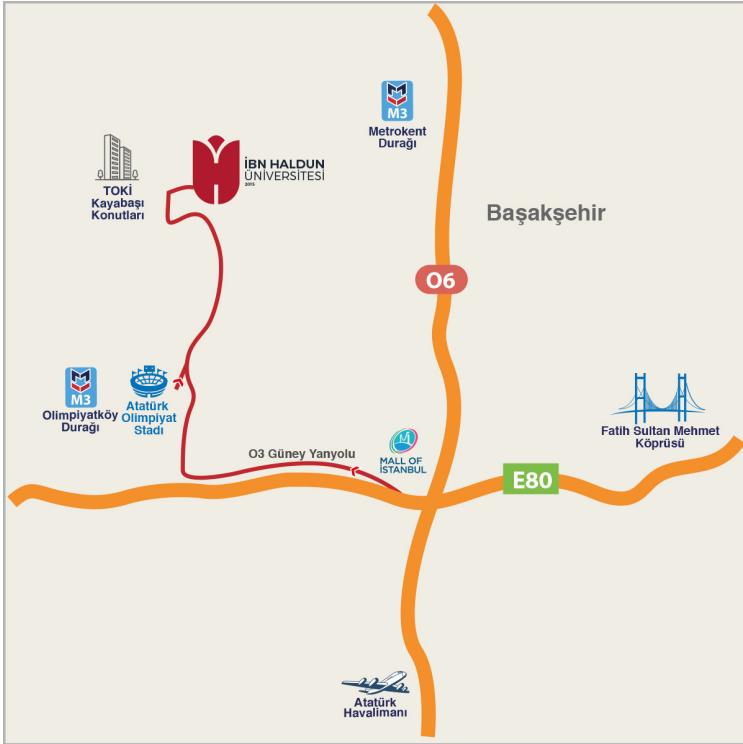 M3
Metrokent
Durağı
İBN HALDUN
ÜNİVERSİTESİ
2015
TOKİ
Kayabaşı
Konutları
Başakşehir
O6
M3
Olimpiyatköy
Durağı
Atatürk
Olimpiyat
Stadı
Fatih Sultan Mehmet
Köprüsü
O3 Güney Yanyolu
MALL OF
İSTANBUL
E80
Atatürk
Havalimanı